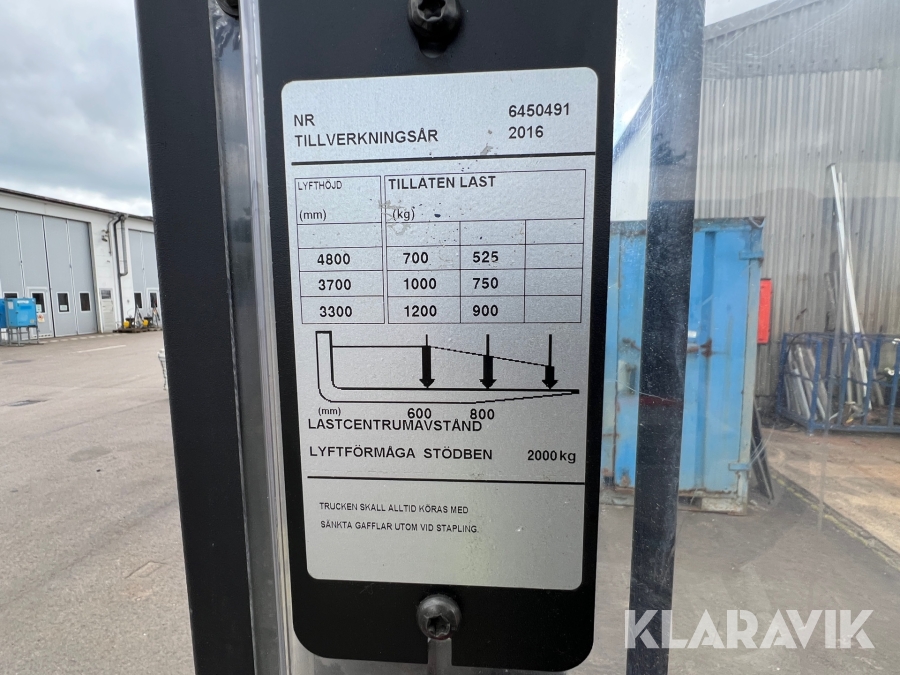 NR 6450491
TILLVERKNINGSÅR 2016
LYFTHÖJD TILLÅTEN LAST
(mm) (kg)
4800 700 525
3700 1000 750
3300 1200 900
(mm) 600 800
LASTCENTRUMAVSTÅND
LYFTFÖRMÅGA STÖDBEN 2000 kg
TRUCKEN SKALL ALLTID KÖRAS MED
SÄNKTA GAFFLAR UTOM VID STAPLING.
KLARAVIK